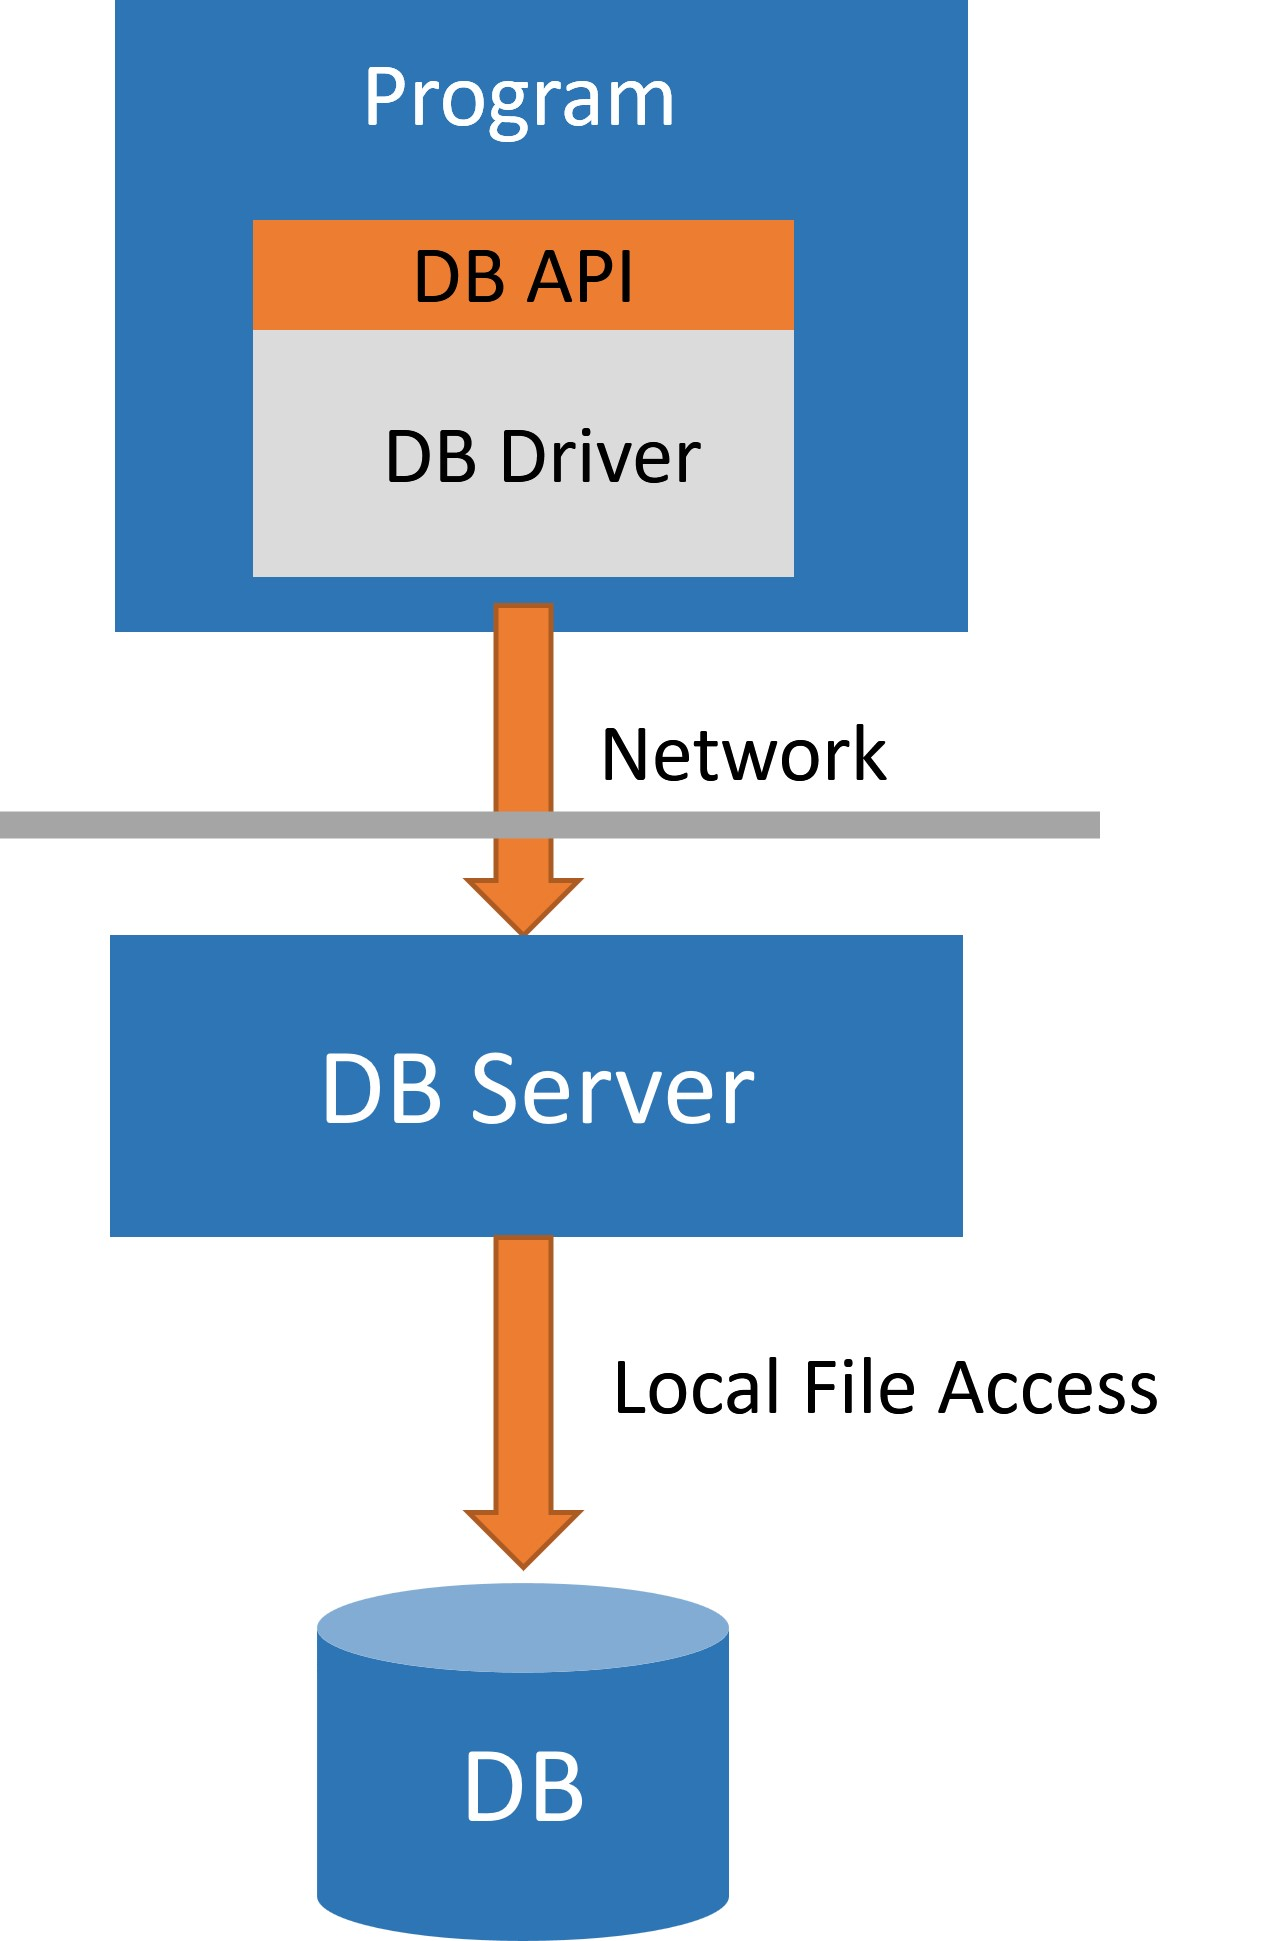 Program
DB API
DB Driver
Network
DB Server
Local File Access
DB